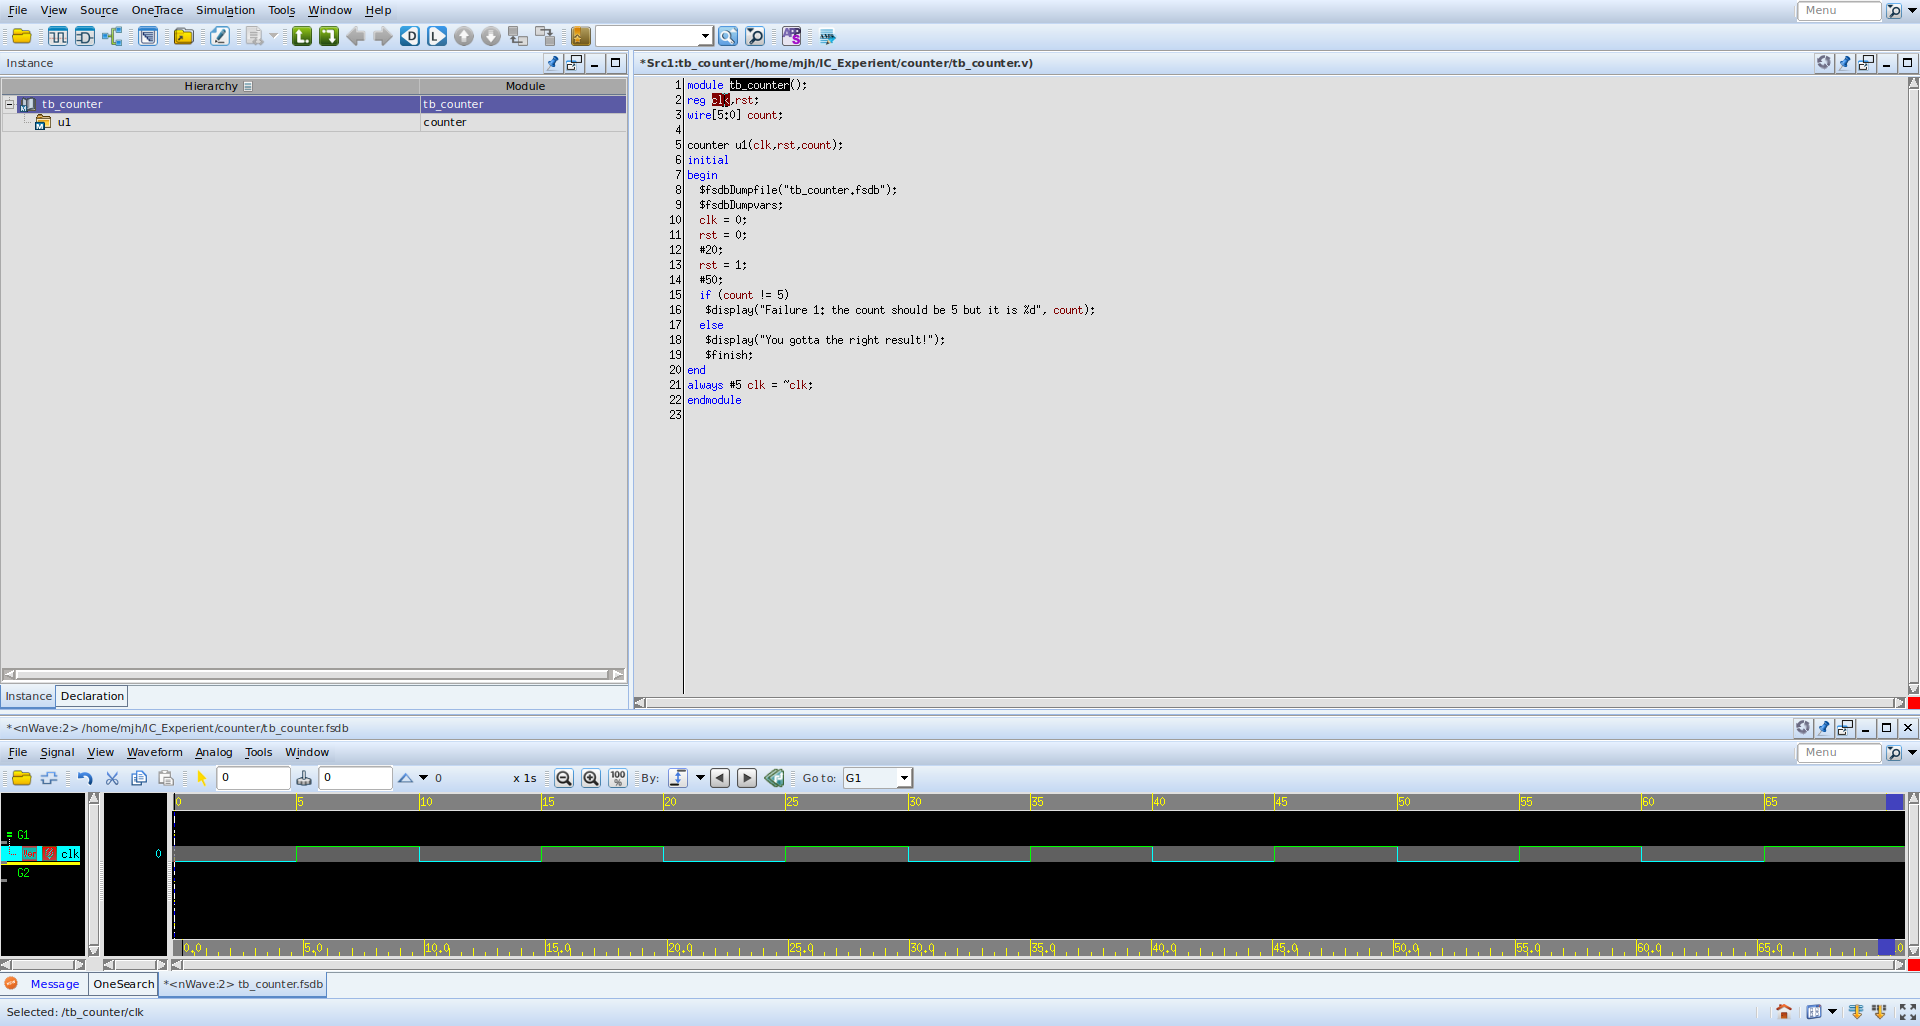 File View Source OneTrace Simulation Tools Window Help Menu
Instance
*Src1:tb_counter(/home/mjh/IC_Experient/counter/tb_counter.v)
Hierarchy Module
tb_counter tb_counter
u1 counter
1 module tb_counter();
2 reg clk,rst;
3 wire[5:0] count;
4
5 counter u1(clk,rst,count);
6 initial
7 begin
8 $fsdbDumpfile("tb_counter.fsdb");
9 $fsdbDumpvars;
10 clk = 0;
11 rst = 0;
12 #20;
13 rst = 1;
14 #50;
15 if (count != 5)
16 $display("Failure 1: the count should be 5 but it is %d", count);
17 else
18 $display("You gotta the right result!");
19 $finish;
20 end
21 always #5 clk = ~clk;
22 endmodule
23
Instance Declaration
*<nWave:2> /home/mjh/IC_Experient/counter/tb_counter.fsdb
File Signal View Waveform Analog Tools Window Menu
0 0 0 x 1s 100 % By: Go to: G1
0 5 10 15 20 25 30 35 40 45 50 55 60 65
G1
clk 0
G2
0.0 5.0 10.0 15.0 20.0 25.0 30.0 35.0 40.0 45.0 50.0 55.0 60.0 65.0 0
Message OneSearch *<nWave:2> tb_counter.fsdb
Selected: /tb_counter/clk